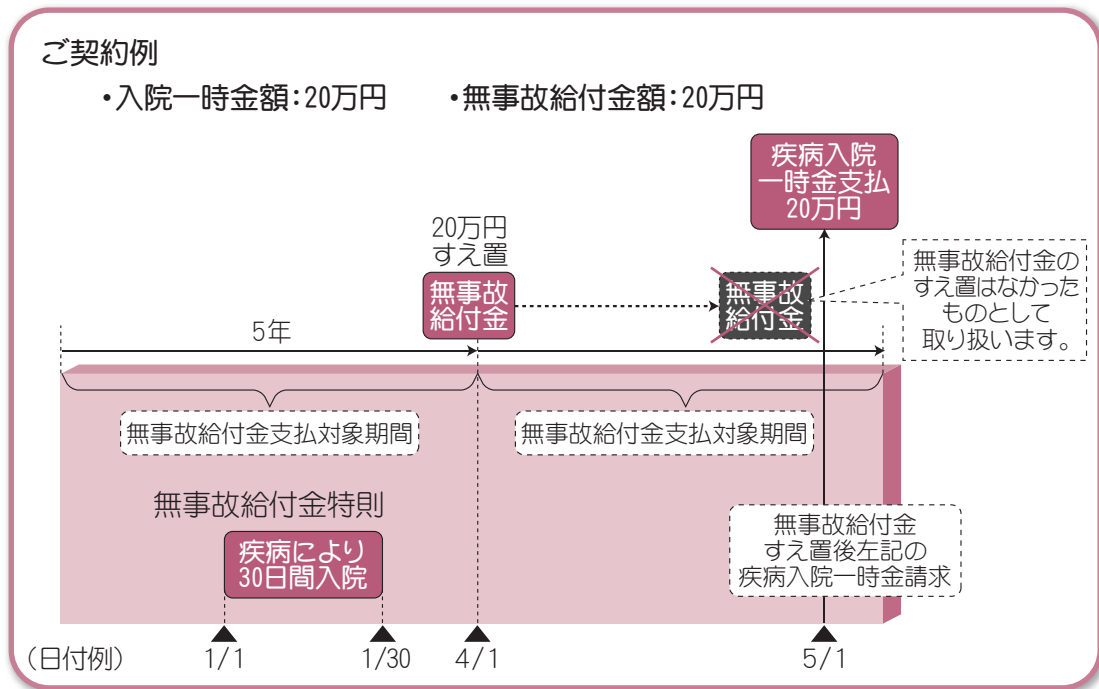 ご契約例
・入院一時金額：20万円　・無事故給付金額：20万円
疾病入院
一時金支払
20万円
20万円
すえ置
無事故
給付金
無事故
給付金
無事故給付金の
すえ置はなかった
ものとして
取り扱います。
5年
無事故給付金支払対象期間
無事故給付金支払対象期間
無事故給付金特則
疾病により
30日間入院
無事故給付金
すえ置後左記の
疾病入院一時金請求
（日付例）　1/1　1/30　4/1　5/1